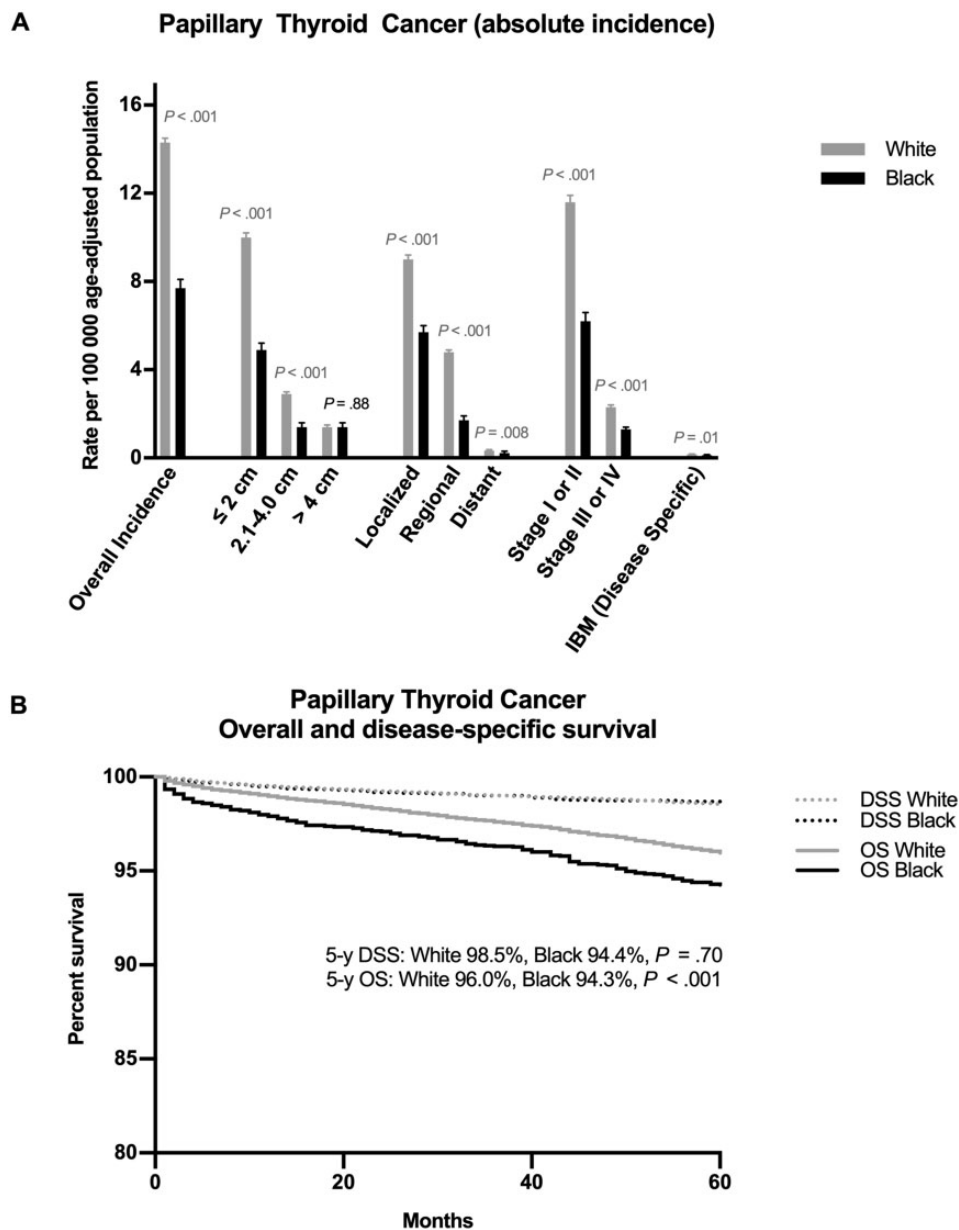 A
Papillary Thyroid Cancer (absolute incidence)
Rate per 100 000 age-adjusted population
16
12
8
4
0
P < .001
P < .001
P < .001
P = .88
P < .001
P < .001
P = .008
P < .001
P < .001
P = .01
White
Black
Overall Incidence
≤ 2 cm
2.1-4.0 cm
> 4 cm
Localized
Regional
Distant
Stage I or II
Stage III or IV
IBM (Disease Specific)
B
Papillary Thyroid Cancer
Overall and disease-specific survival
Percent survival
100
95
90
85
80
DSS White
DSS Black
OS White
OS Black
5-y DSS: White 98.5%, Black 94.4%, P = .70
5-y OS: White 96.0%, Black 94.3%, P < .001
0
20
40
60
Months